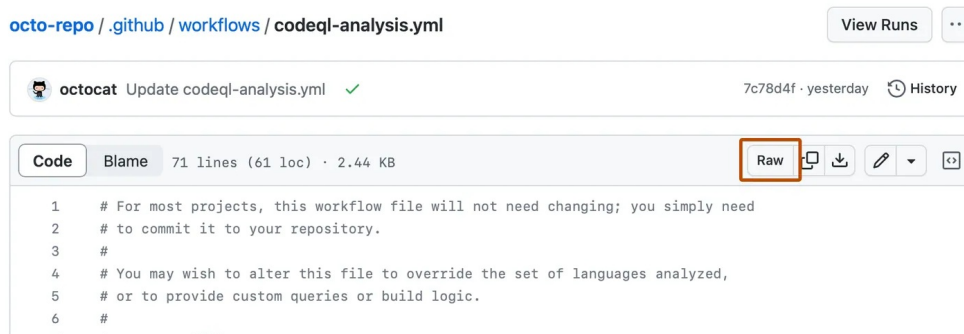 octo-repo / .github / workflows / codeql-analysis.yml
View Runs
octocat Update codeql-analysis.yml
7c78d4f · yesterday
History
Code Blame 71 lines (61 loc) · 2.44 KB
Raw
1 # For most projects, this workflow file will not need changing; you simply need
2 # to commit it to your repository.
3 #
4 # You may wish to alter this file to override the set of languages analyzed,
5 # or to provide custom queries or build logic.
6 #